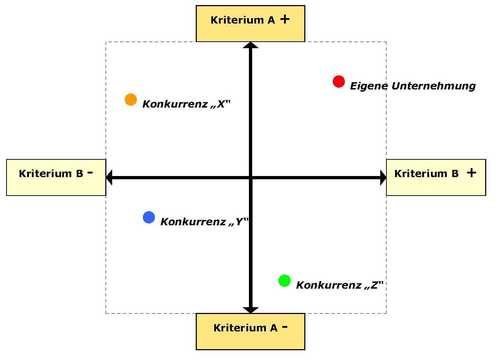 Kriterium A +
Eigene Unternehmung
Konkurrenz „X"
Kriterium B -
Kriterium B +
Konkurrenz „Y"
Konkurrenz „Z"
Kriterium A -